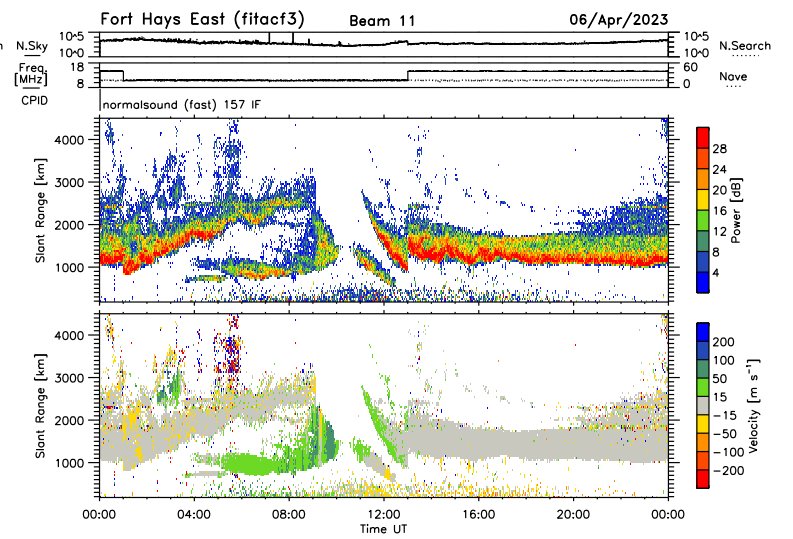 Fort Hays East (fitacf3) Beam 11 06/Apr/2023
N.Sky 10^5 10^0 10^5 10^0 N.Search
Freq. [MHz] 18 8 60 0 Nave
CPID normalsound (fast) 157 IF
Slant Range [km] 4000 3000 2000 1000
28 24 20 16 12 8 4 Power [dB]
Slant Range [km] 4000 3000 2000 1000
200 100 50 15 -15 -50 -100 -200 Velocity [m s⁻¹]
00:00 04:00 08:00 12:00 16:00 20:00 00:00
Time UT